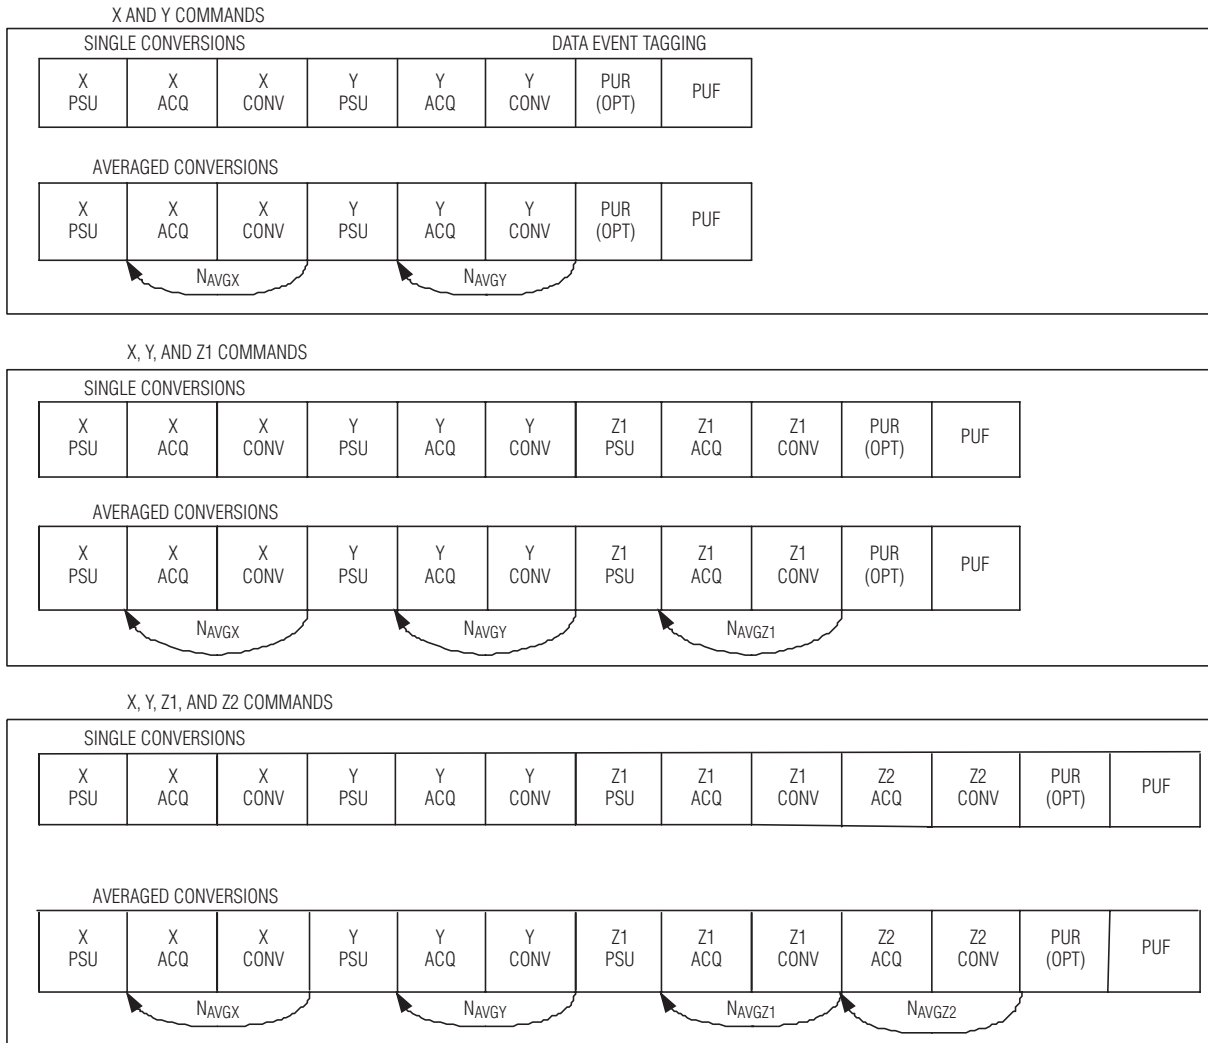 X AND Y COMMANDS
SINGLE CONVERSIONS DATA EVENT TAGGING
X PSU X ACQ X CONV Y PSU Y ACQ Y CONV PUR (OPT) PUF
AVERAGED CONVERSIONS
X PSU X ACQ X CONV Y PSU Y ACQ Y CONV PUR (OPT) PUF
NAVGX NAVGY
X, Y, AND Z1 COMMANDS
SINGLE CONVERSIONS
X PSU X ACQ X CONV Y PSU Y ACQ Y CONV Z1 PSU Z1 ACQ Z1 CONV PUR (OPT) PUF
AVERAGED CONVERSIONS
X PSU X ACQ X CONV Y PSU Y ACQ Y CONV Z1 PSU Z1 ACQ Z1 CONV PUR (OPT) PUF
NAVGX NAVGY NAVGZ1
X, Y, Z1, AND Z2 COMMANDS
SINGLE CONVERSIONS
X PSU X ACQ X CONV Y PSU Y ACQ Y CONV Z1 PSU Z1 ACQ Z1 CONV Z2 ACQ Z2 CONV PUR (OPT) PUF
AVERAGED CONVERSIONS
X PSU X ACQ X CONV Y PSU Y ACQ Y CONV Z1 PSU Z1 ACQ Z1 CONV Z2 ACQ Z2 CONV PUR (OPT) PUF
NAVGX NAVGY NAVGZ1 NAVGZ2